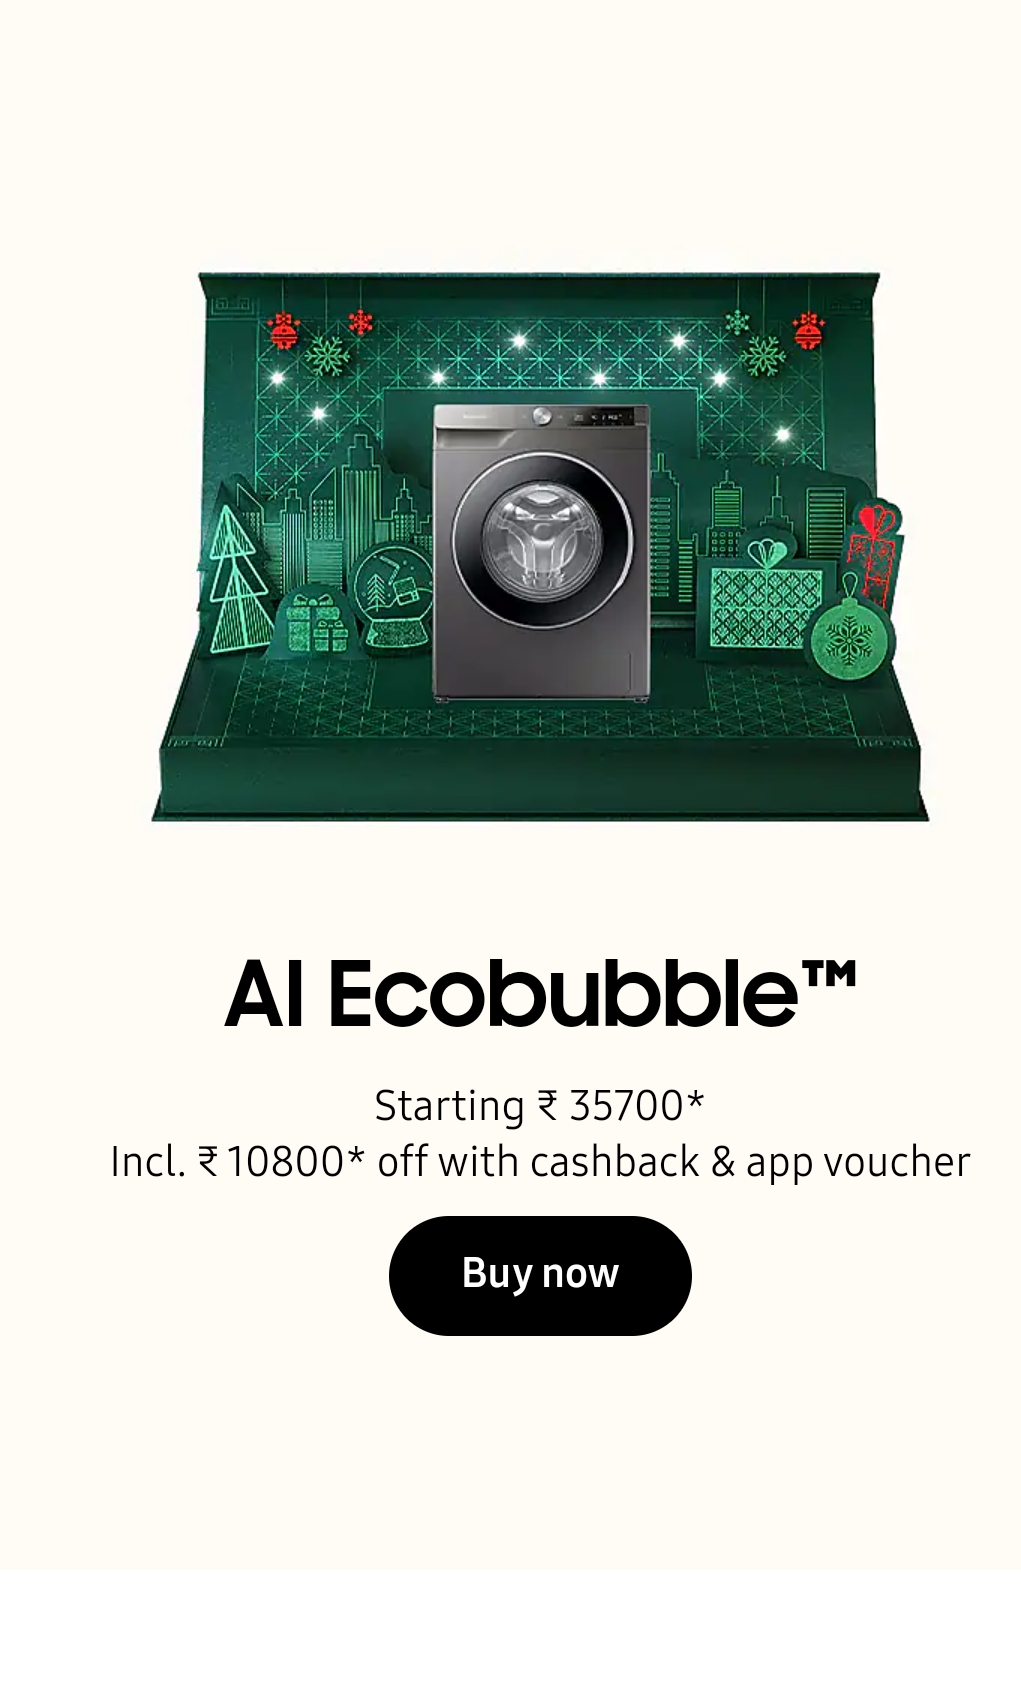 AI Ecobubble™
Starting ₹ 35700*
Incl. ₹ 10800* off with cashback & app voucher
Buy now